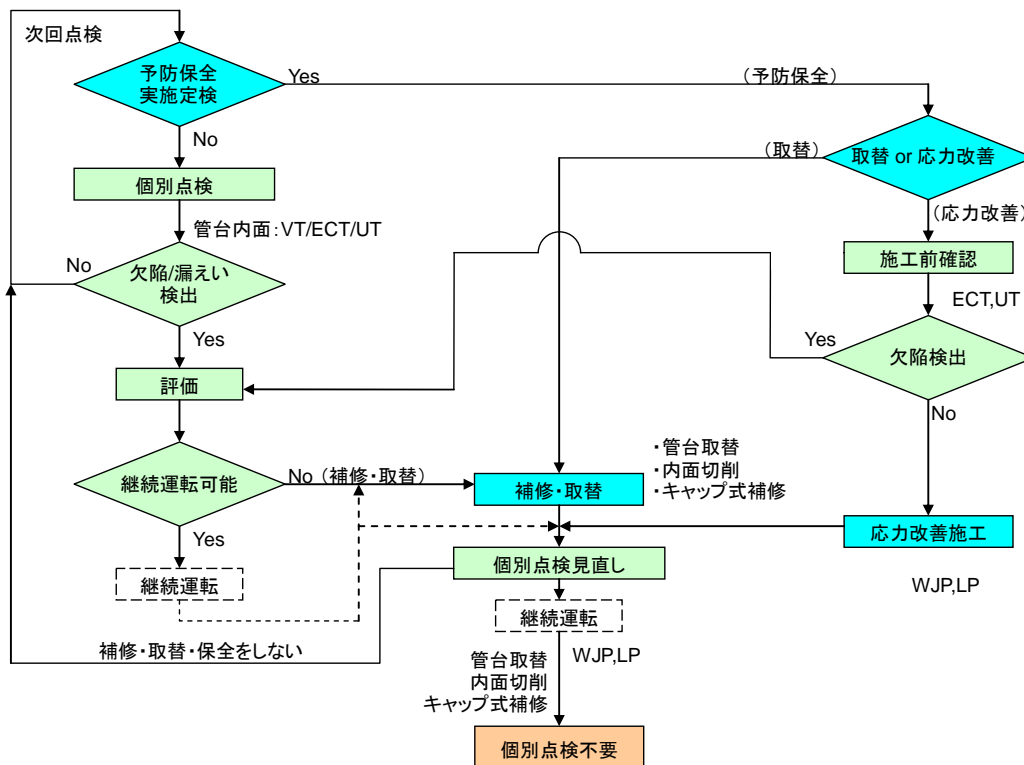 次回点検
予防保全
実施定検
Yes
(予防保全)
No
(取替)
取替 or 応力改善
個別点検
(応力改善)
管台内面:VT/ECT/UT
No
欠陥/漏えい
検出
施工前確認
ECT,UT
Yes
Yes
欠陥検出
評価
No
継続運転可能
No (補修・取替)
・管台取替
・内面切削
・キャップ式補修
補修・取替
Yes
応力改善施工
個別点検見直し
継続運転
WJP,LP
継続運転
補修・取替・保全をしない
WJP,LP
管台取替
内面切削
キャップ式補修
個別点検不要